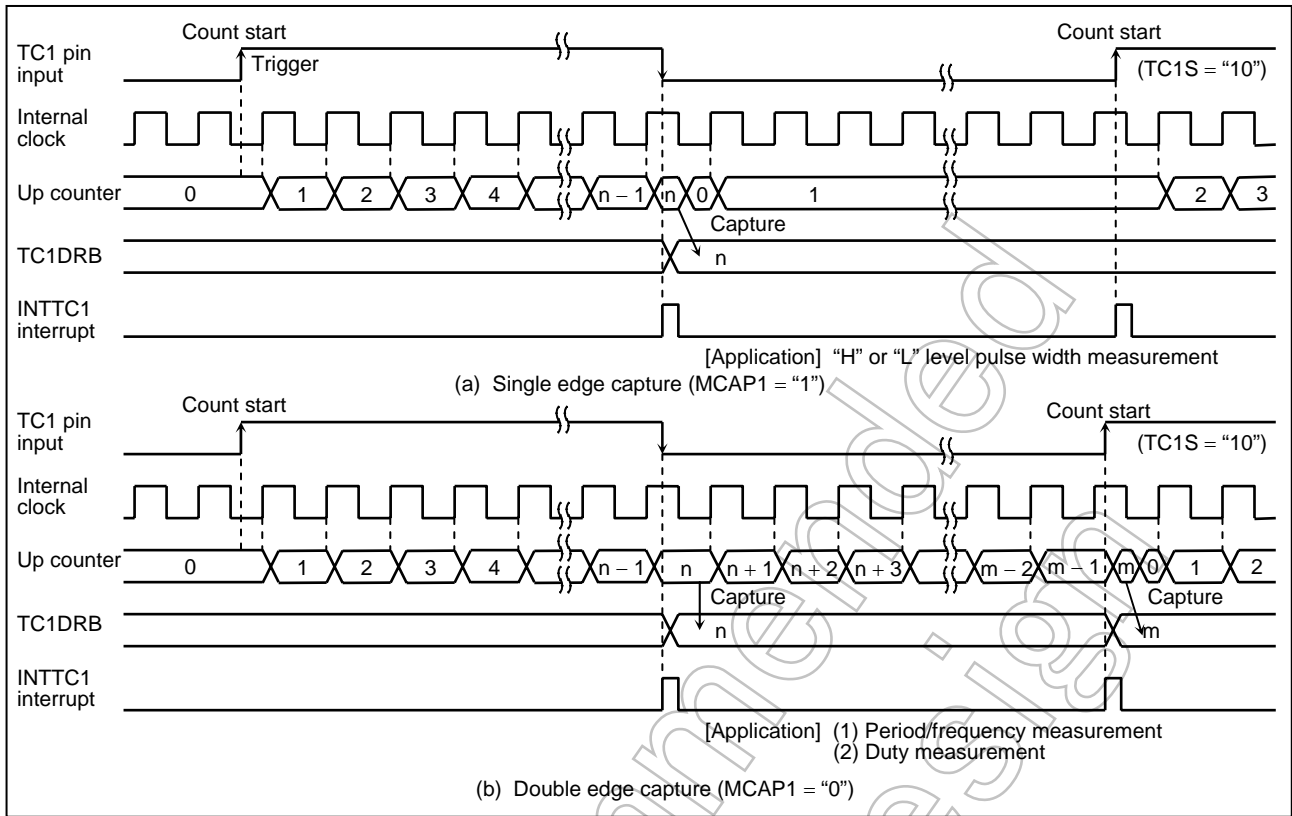 Count start
Count start
TC1 pin
input
Trigger
(TC1S = “10”)
Internal
clock
Up counter
0 1 2 3 4 n − 1 n 0 1 2 3
Capture
TC1DRB
n
INTTC1
interrupt
[Application] “H” or “L” level pulse width measurement
(a) Single edge capture (MCAP1 = “1”)
Count start
Count start
TC1 pin
input
(TC1S = “10”)
Internal
clock
Up counter
0 1 2 3 4 n − 1 n n + 1 n + 2 n + 3 m − 2 m − 1 m 0 1 2
Capture
Capture
TC1DRB
n
m
INTTC1
interrupt
[Application] (1) Period/frequency measurement
(2) Duty measurement
(b) Double edge capture (MCAP1 = “0”)